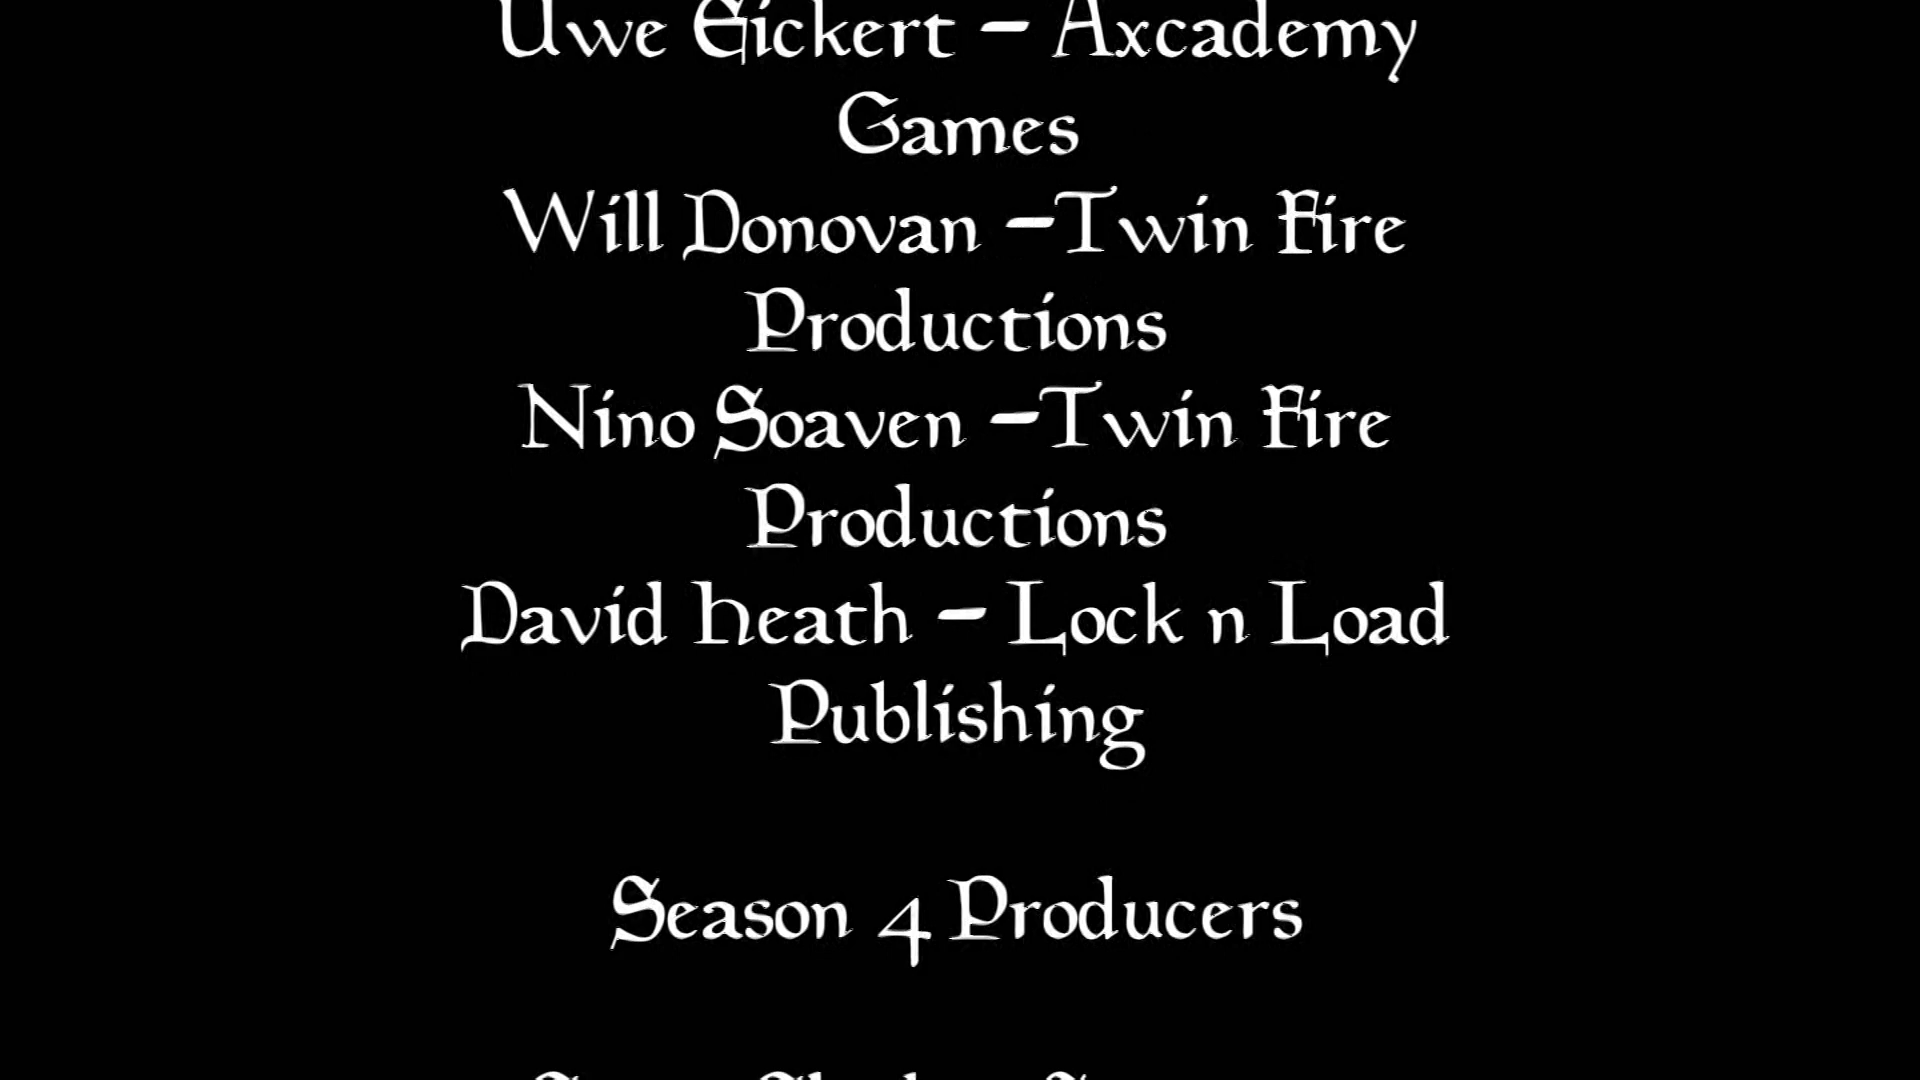 Uwe Eickert - Axcademy
Games
Will Donovan -Twin Fire
Productions
Nino Soaven -Twin Fire
Productions
David Heath - Lock n Load
Publishing
Season 4 Producers